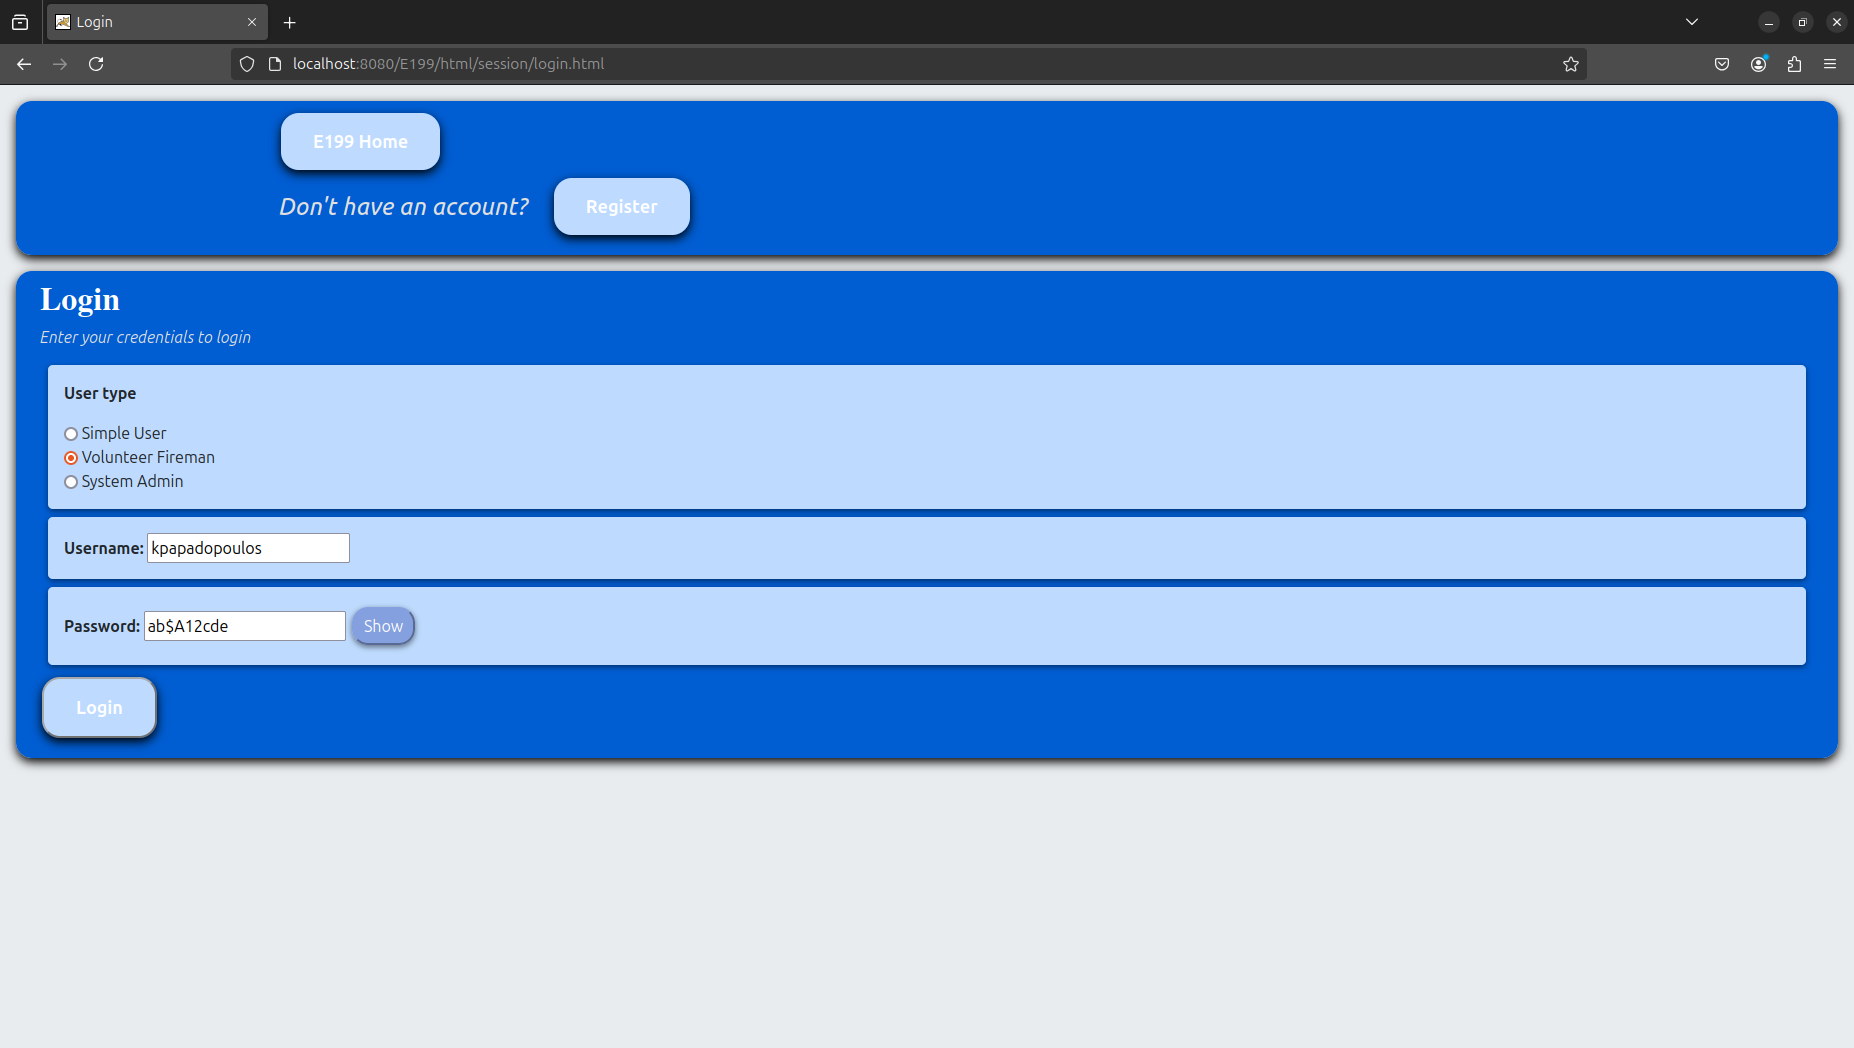 Login
localhost:8080/E199/html/session/login.html
E199 Home
Don't have an account? Register
Login
Enter your credentials to login
User type
Simple User
Volunteer Fireman
System Admin
Username: kpapadopoulos
Password: ab$A12cde Show
Login